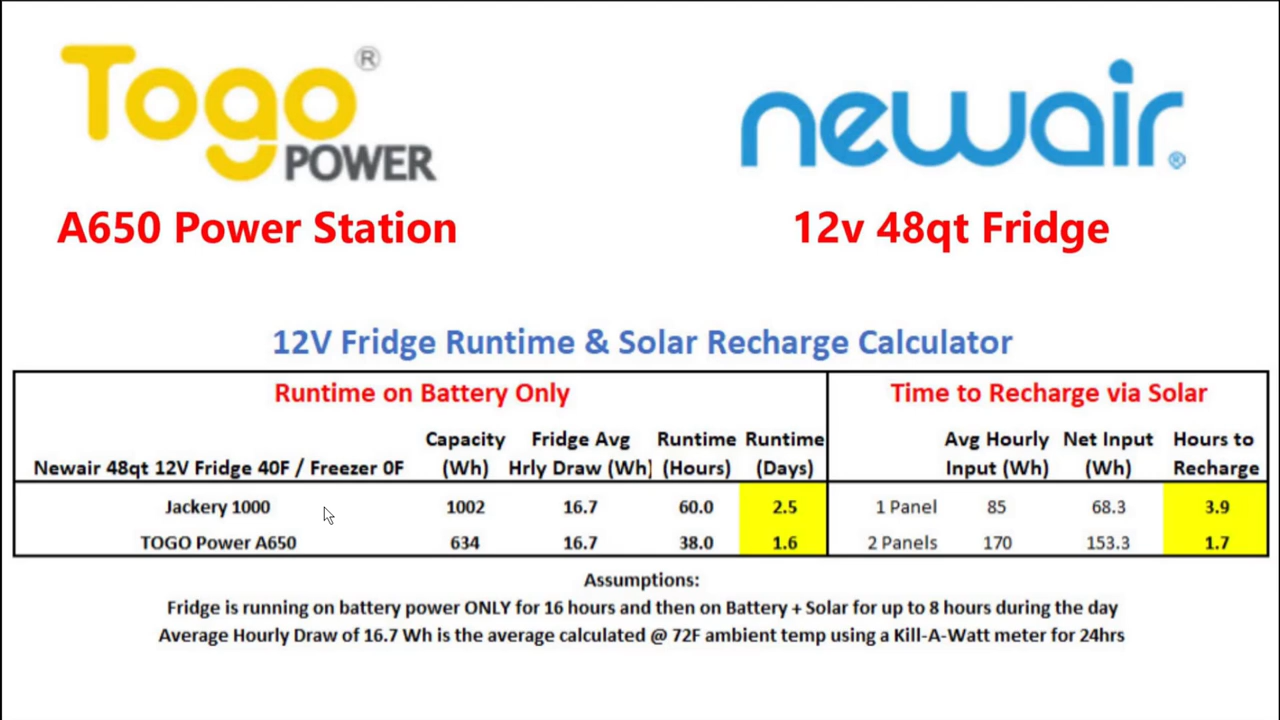 Togo® POWER
newair®
A650 Power Station
12v 48qt Fridge
12V Fridge Runtime & Solar Recharge Calculator
Runtime on Battery Only
Time to Recharge via Solar
Newair 48qt 12V Fridge 40F / Freezer 0F Capacity (Wh) Fridge Avg Hrly Draw (Wh) Runtime (Hours) Runtime (Days) Avg Hourly Input (Wh) Net Input (Wh) Hours to Recharge
Jackery 1000 1002 16.7 60.0 2.5 1 Panel 85 68.3 3.9
TOGO Power A650 634 16.7 38.0 1.6 2 Panels 170 153.3 1.7
Assumptions:
Fridge is running on battery power ONLY for 16 hours and then on Battery + Solar for up to 8 hours during the day
Average Hourly Draw of 16.7 Wh is the average calculated @ 72F ambient temp using a Kill-A-Watt meter for 24hrs